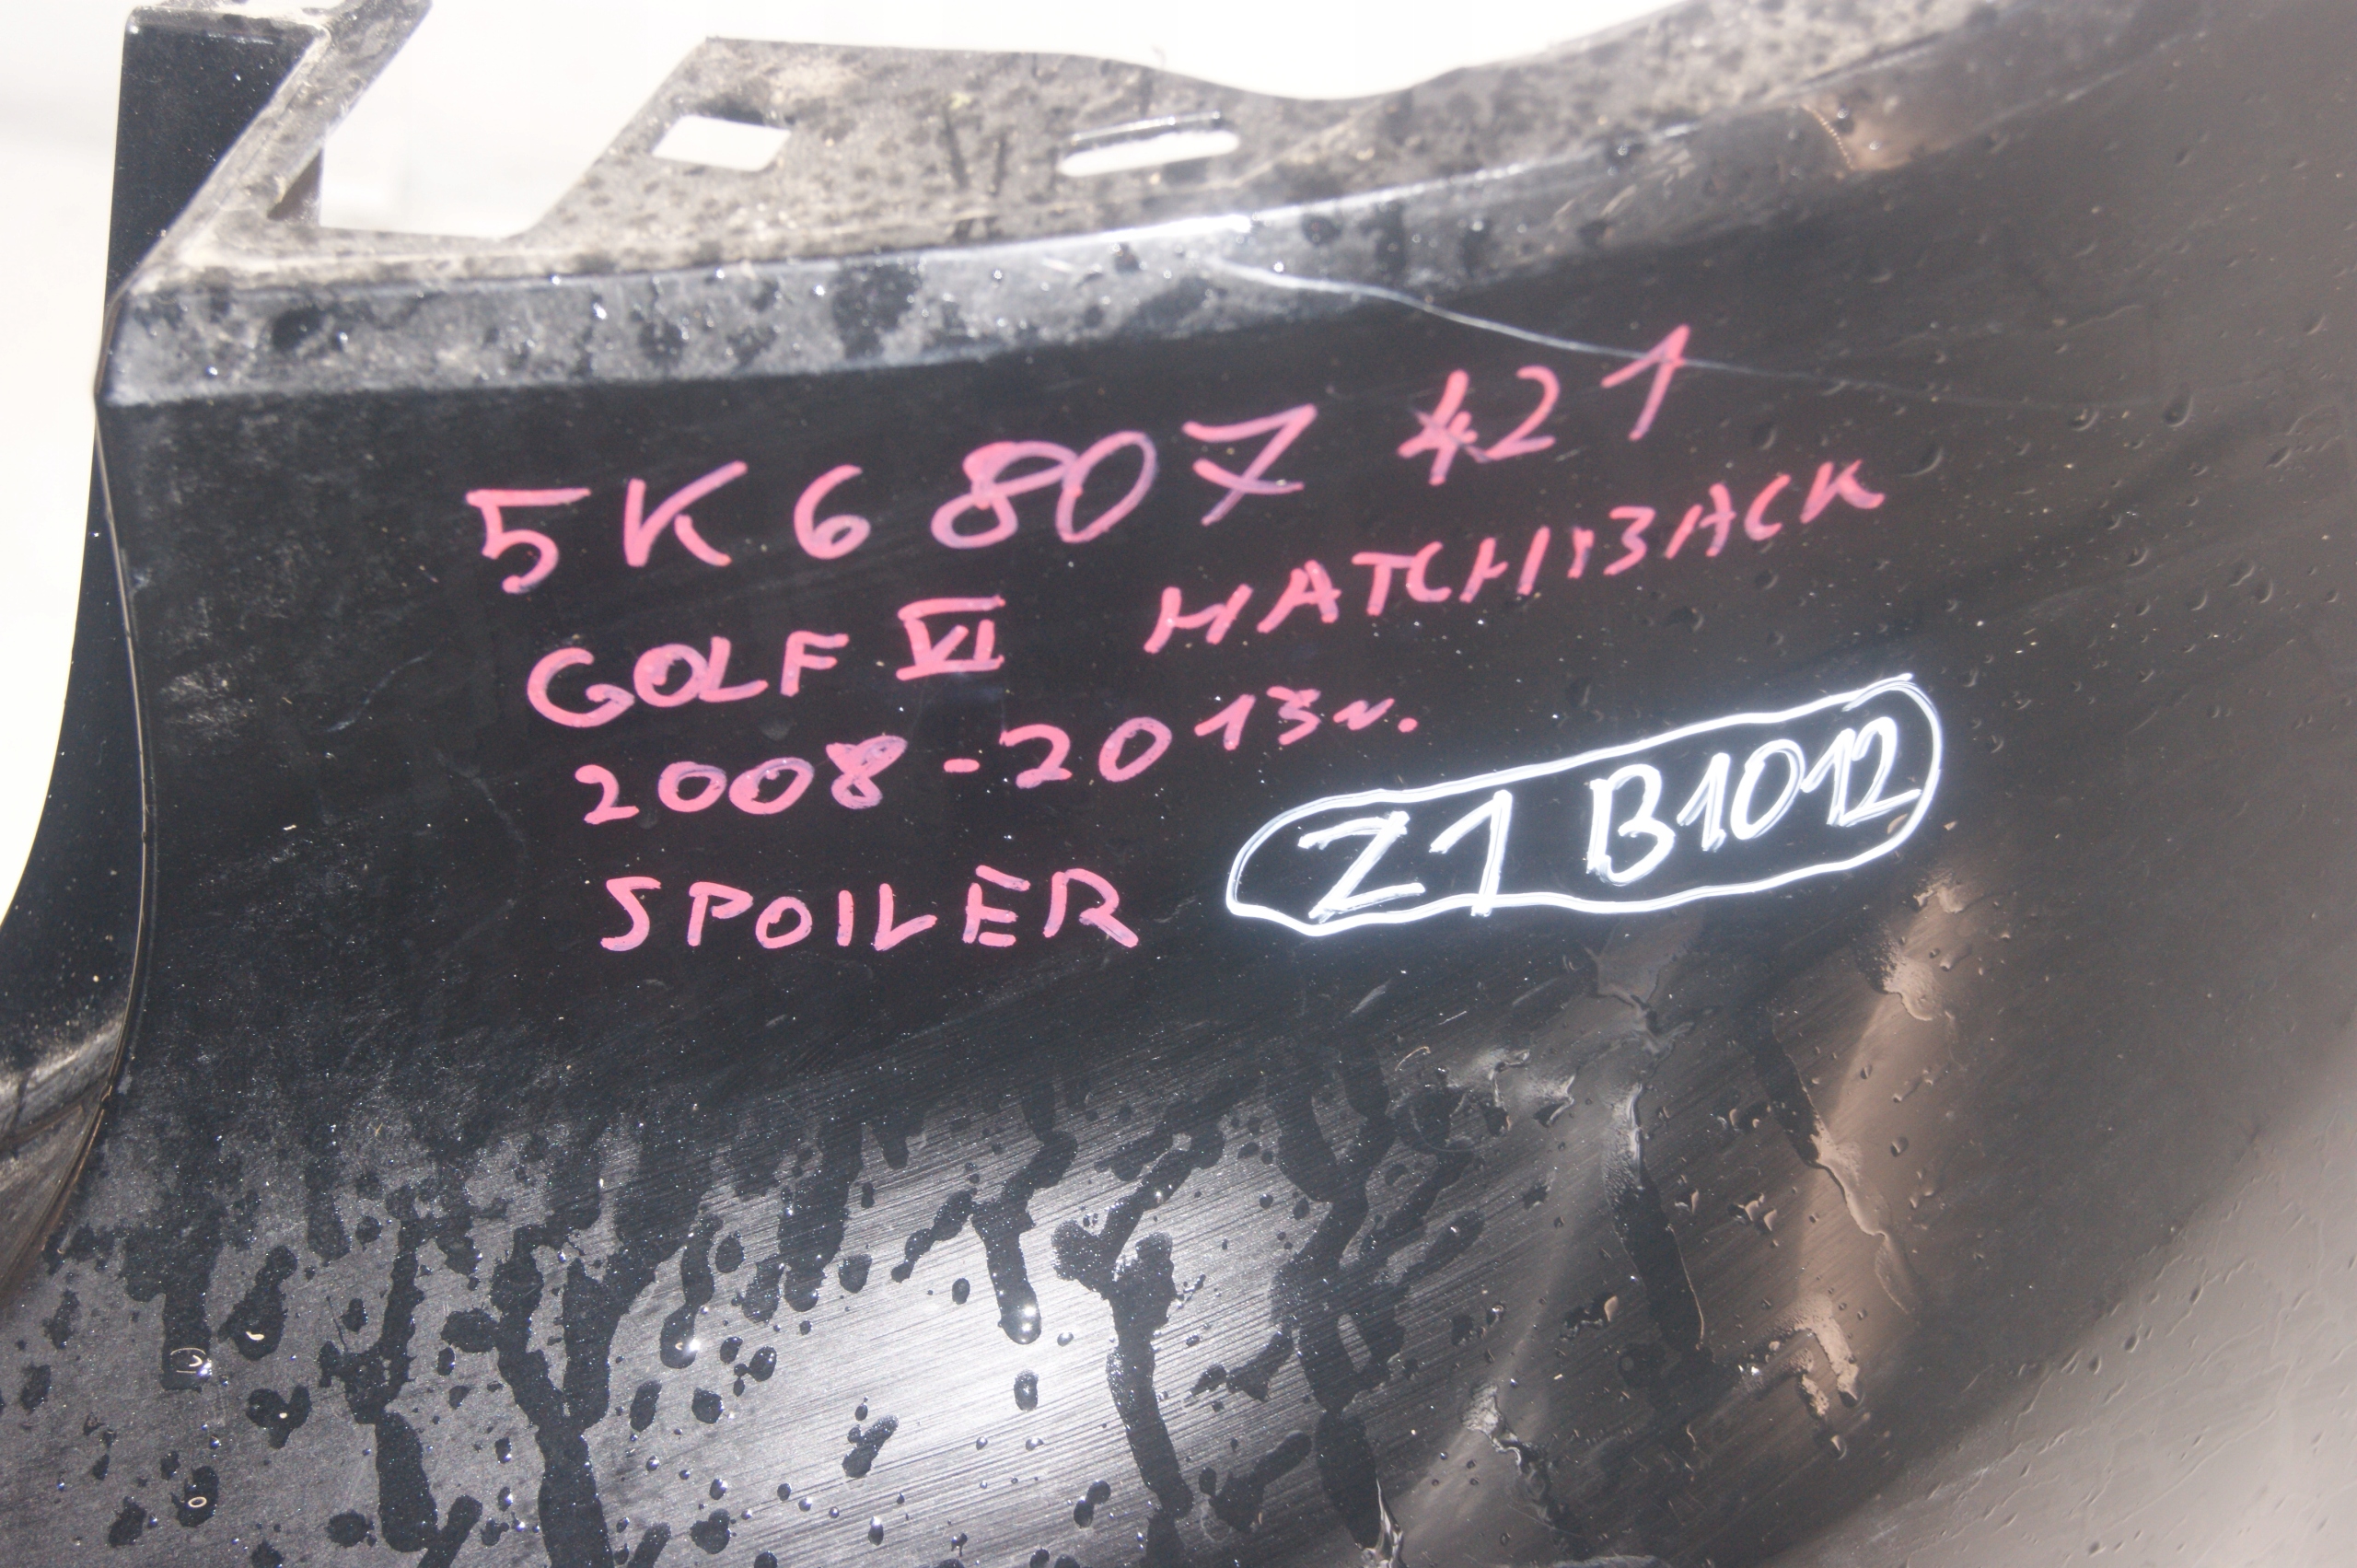 5K6 807 421
GOLF VI HATCHBACK
2008-2013r.
SPOILER
Z1 B1012